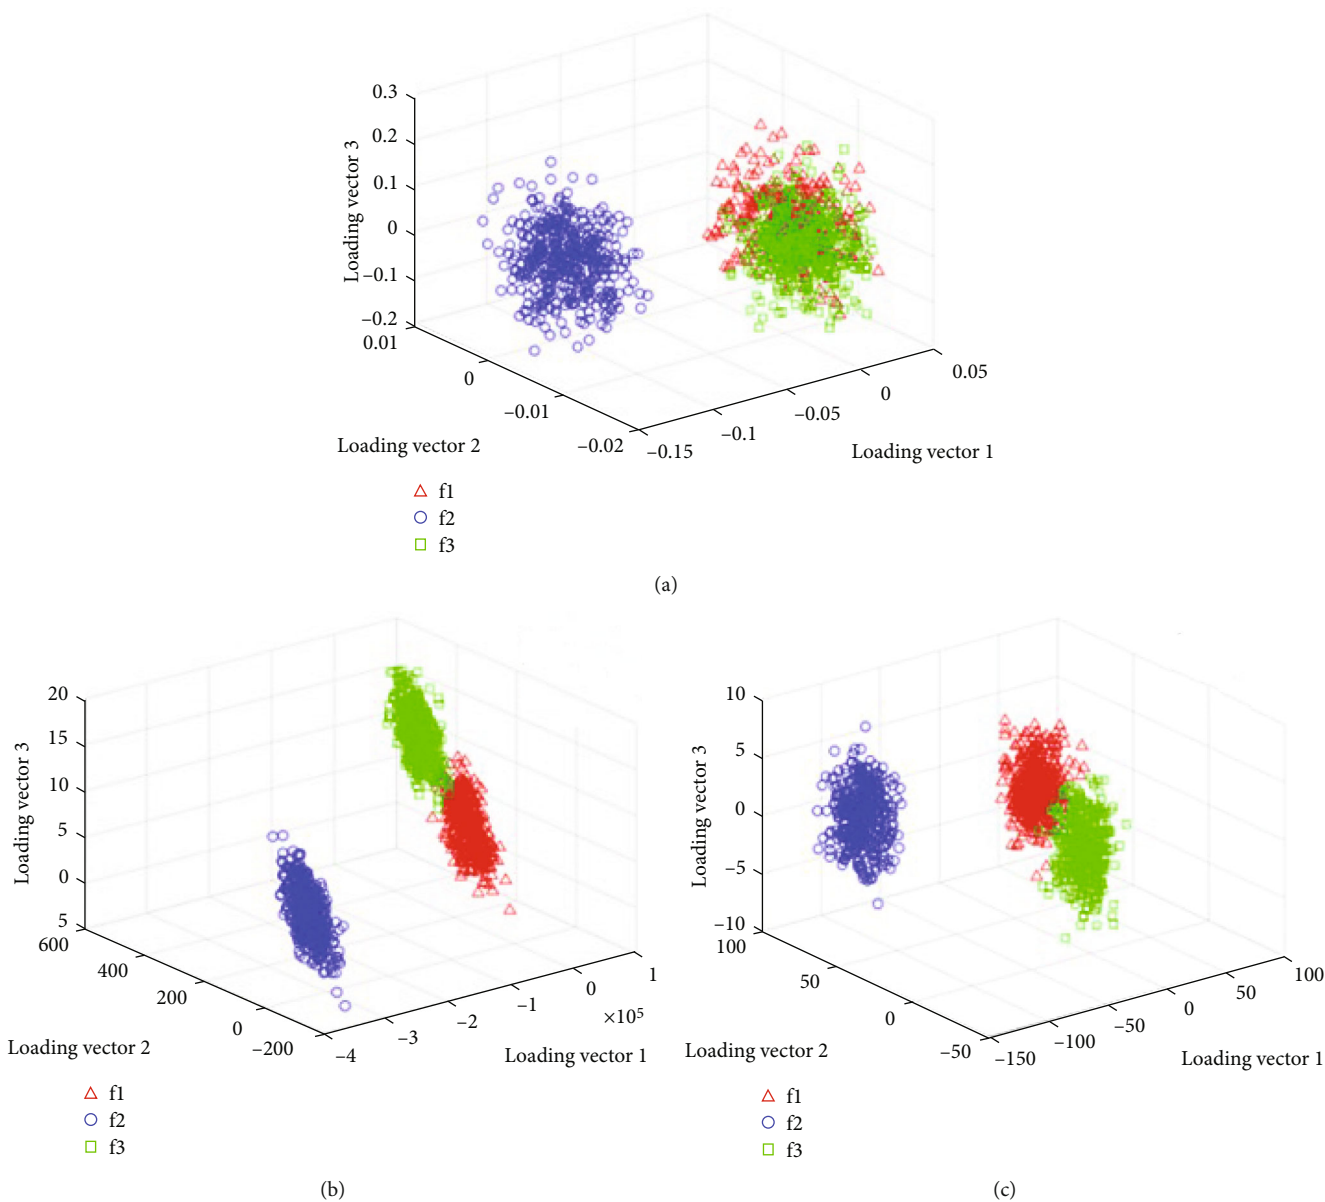 0.3
0.2
0.1
0
−0.1
−0.2
Loading vector 3
0.01
0
−0.01
−0.02
Loading vector 2
−0.15
−0.1
−0.05
0
0.05
Loading vector 1
f1
f2
f3
(a)
20
15
10
5
0
5
Loading vector 3
600
400
200
0
−200
Loading vector 2
−4
−3
−2
−1
0
1
×10⁵
Loading vector 1
f1
f2
f3
(b)
10
5
0
−5
−10
Loading vector 3
100
50
0
−50
Loading vector 2
−150
−100
−50
0
50
100
Loading vector 1
f1
f2
f3
(c)